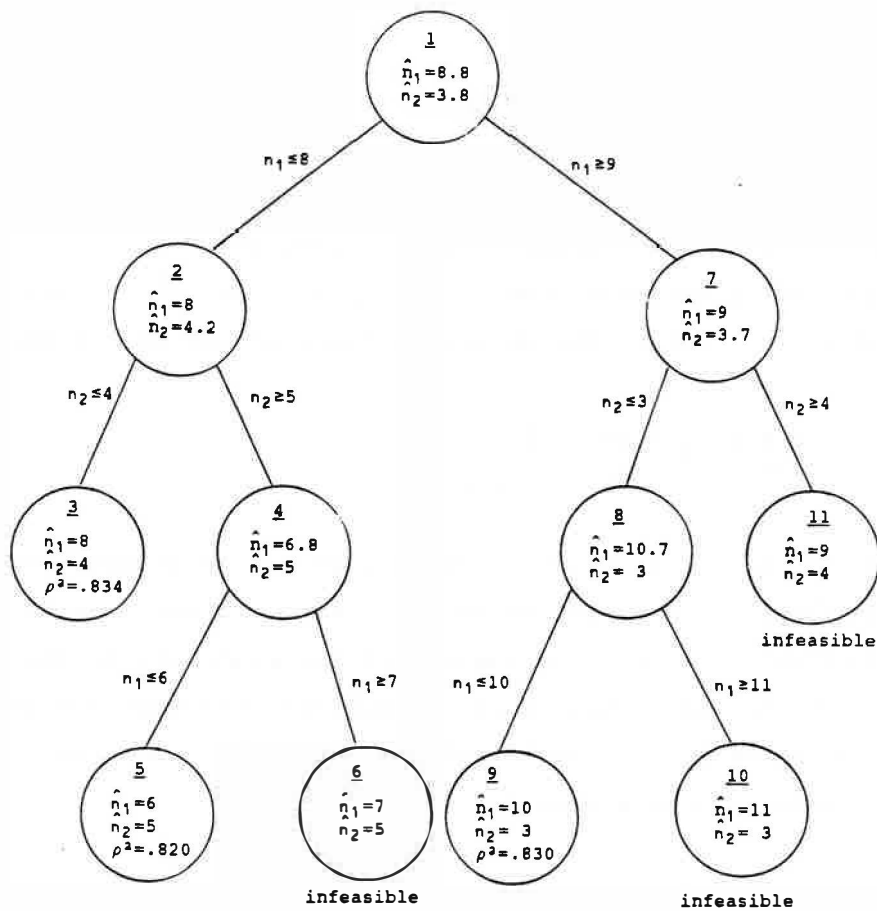 1
n̂₁=8.8
n̂₂=3.8
n₁≤8
n₁≥9
2
n̂₁=8
n̂₂=4.2
7
n̂₁=9
n̂₂=3.7
n₂≤4
n₂≥5
n₂≤3
n₂≥4
3
n̂₁=8
n̂₂=4
ρ²=.834
4
n̂₁=6.8
n̂₂=5
8
n̂₁=10.7
n̂₂= 3
11
n̂₁=9
n̂₂=4
infeasible
n₁≤6
n₁≥7
n₁≤10
n₁≥11
5
n̂₁=6
n̂₂=5
ρ²=.820
6
n̂₁=7
n̂₂=5
infeasible
9
n̂₁=10
n̂₂= 3
ρ²=.830
10
n̂₁=11
n̂₂= 3
infeasible